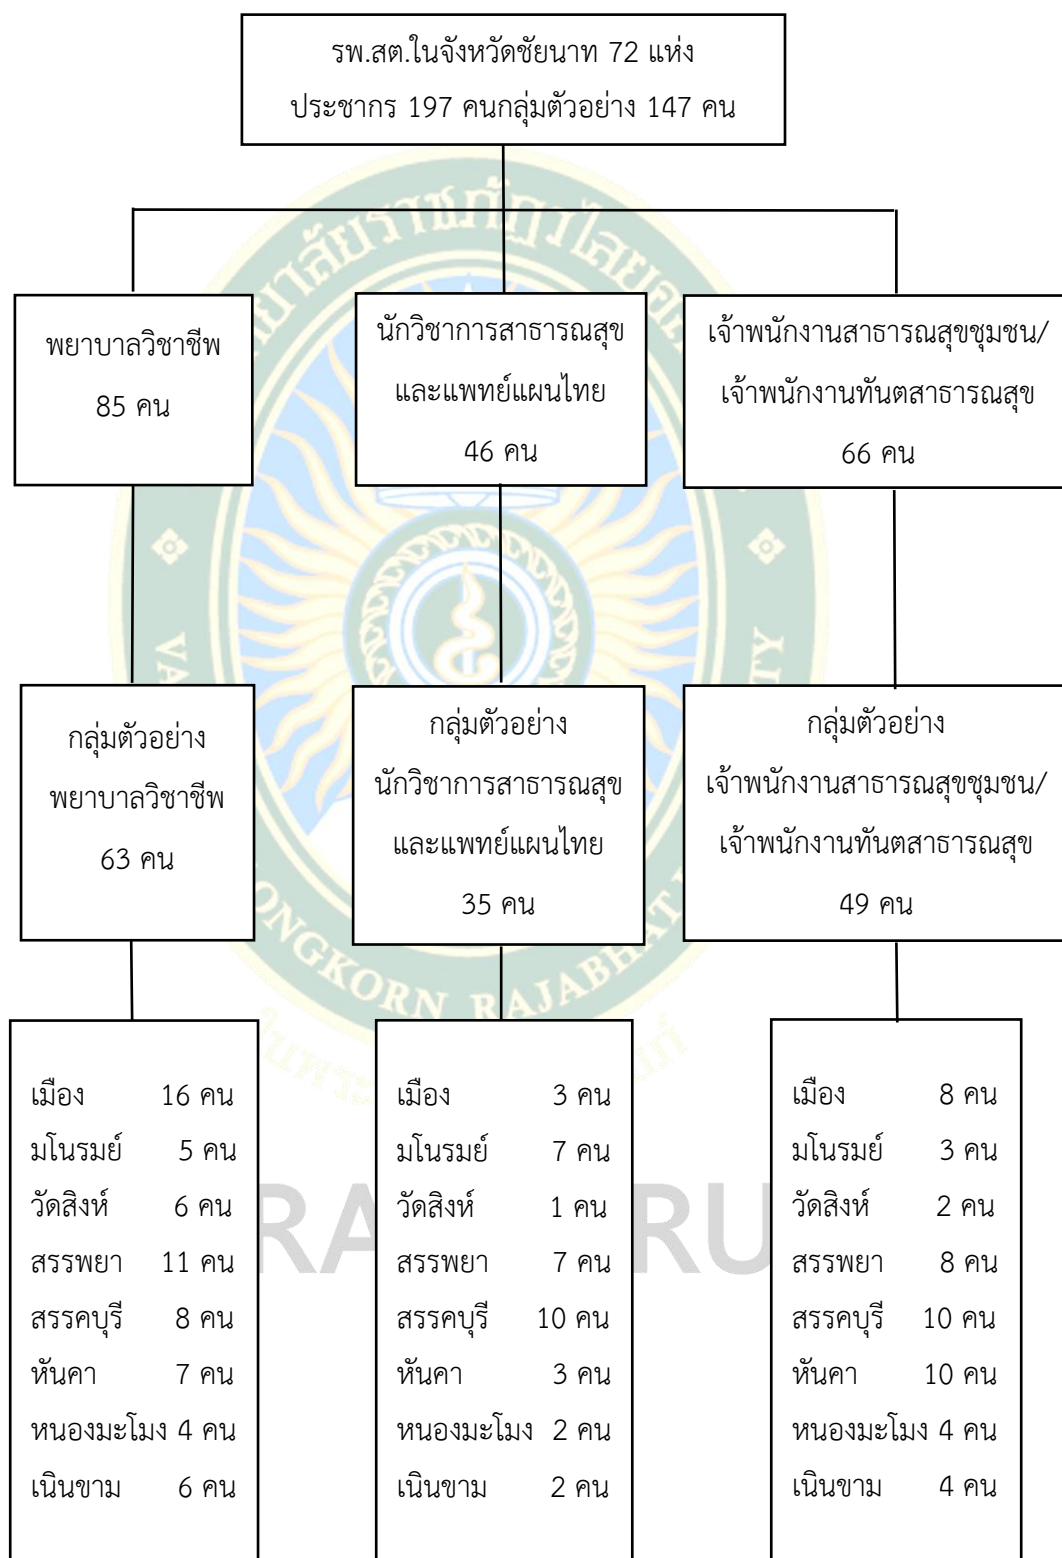 รพ.สต.ในจังหวัดชัยนาท 72 แห่ง
ประชากร 197 คนกลุ่มตัวอย่าง 147 คน
พยาบาลวิชาชีพ
85 คน
นักวิชาการสาธารณสุข
และแพทย์แผนไทย
46 คน
เจ้าพนักงานสาธารณสุขชุมชน/
เจ้าพนักงานทันตสาธารณสุข
66 คน
กลุ่มตัวอย่าง
พยาบาลวิชาชีพ
63 คน
กลุ่มตัวอย่าง
นักวิชาการสาธารณสุข
และแพทย์แผนไทย
35 คน
กลุ่มตัวอย่าง
เจ้าพนักงานสาธารณสุขชุมชน/
เจ้าพนักงานทันตสาธารณสุข
49 คน
เมือง 16 คน
มโนรมย์ 5 คน
วัดสิงห์ 6 คน
สรรพยา 11 คน
สรรคบุรี 8 คน
หันคา 7 คน
หนองมะโมง 4 คน
เนินขาม 6 คน
เมือง 3 คน
มโนรมย์ 7 คน
วัดสิงห์ 1 คน
สรรพยา 7 คน
สรรคบุรี 10 คน
หันคา 3 คน
หนองมะโมง 2 คน
เนินขาม 2 คน
เมือง 8 คน
มโนรมย์ 3 คน
วัดสิงห์ 2 คน
สรรพยา 8 คน
สรรคบุรี 10 คน
หันคา 10 คน
หนองมะโมง 4 คน
เนินขาม 4 คน